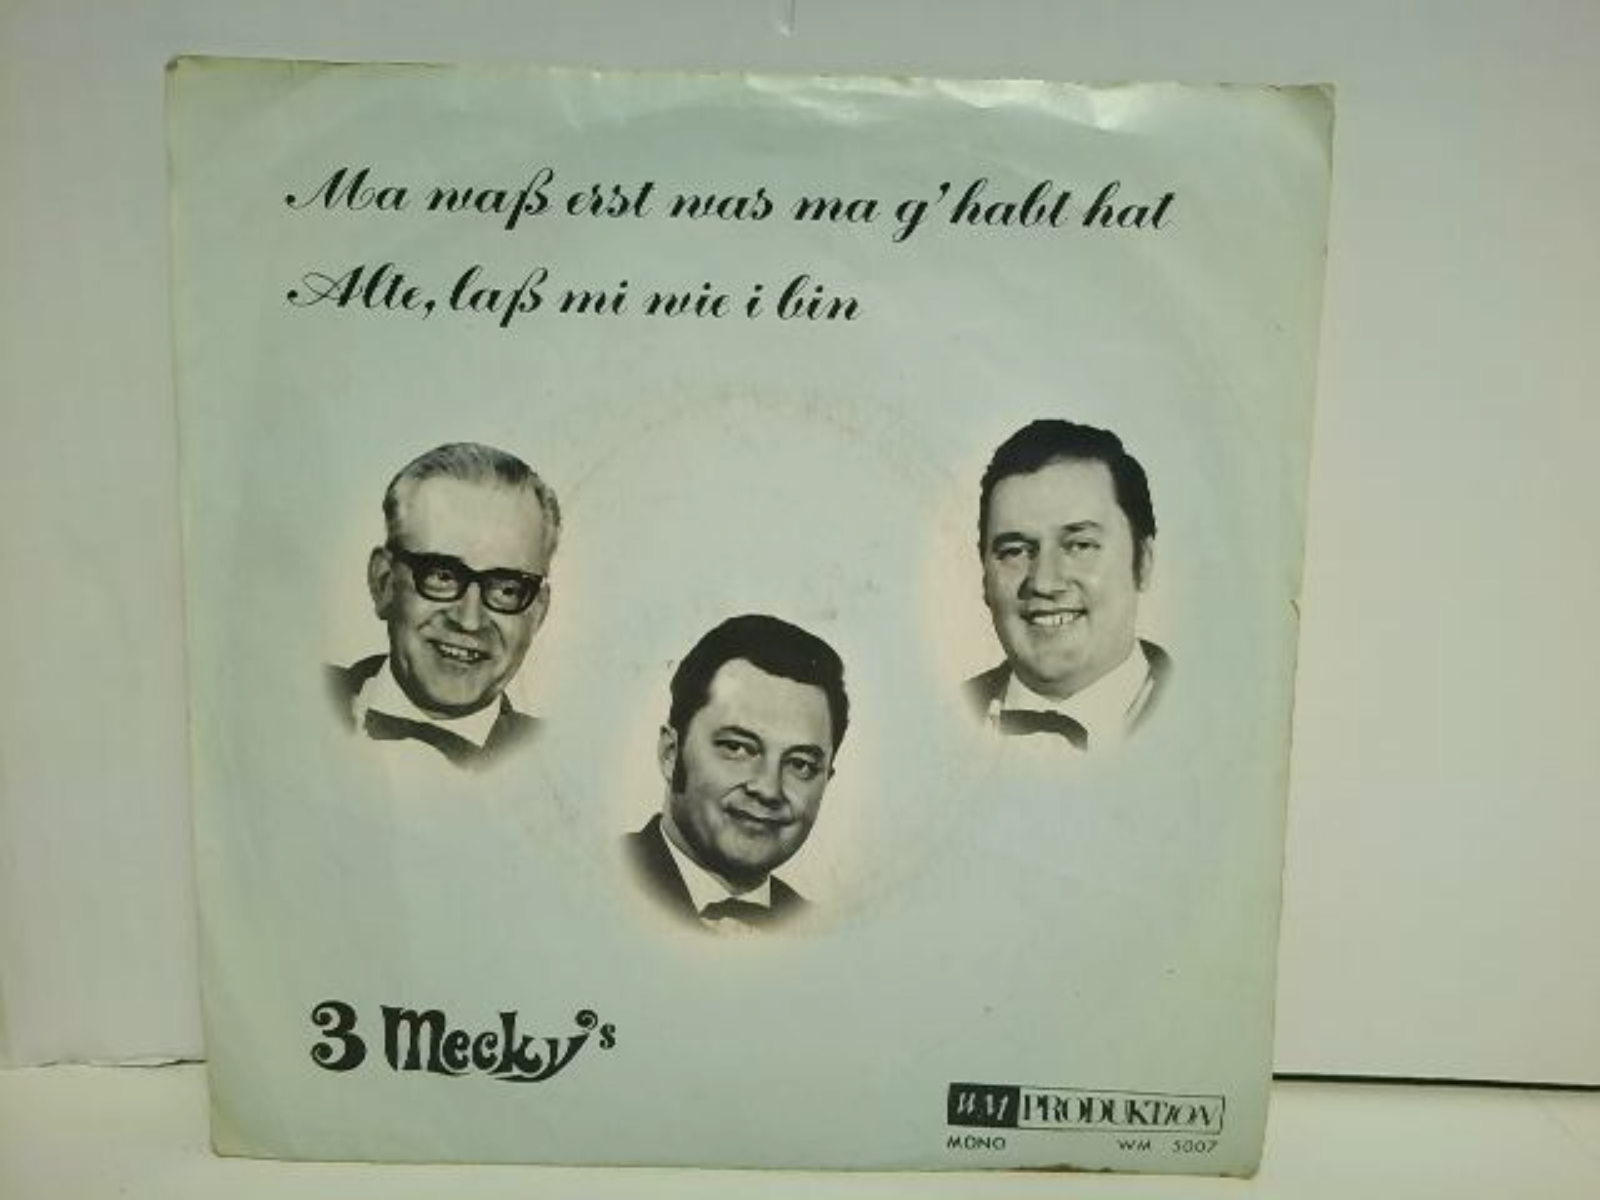 Ma waß erst was ma g'habt hat
Alte, laß mi wie i bin
3 Mecky's
WM PRODUKTION
MONO WM 5007